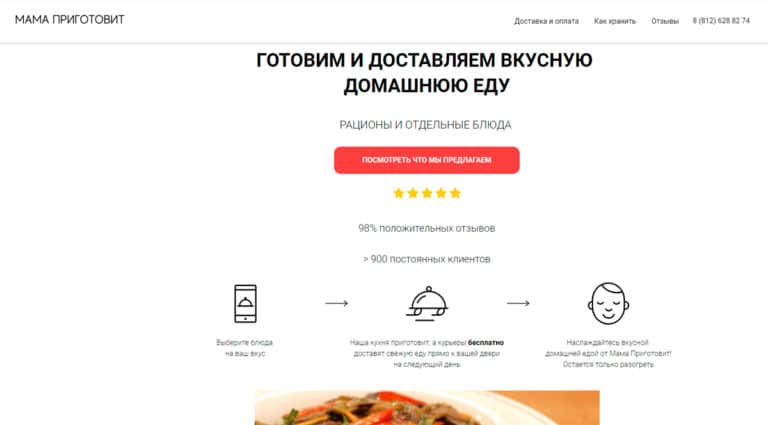 МАМА ПРИГОТОВИТ
Доставка и оплата Как хранить Отзывы 8 (812) 628 82 74
ГОТОВИМ И ДОСТАВЛЯЕМ ВКУСНУЮ
ДОМАШНЮЮ ЕДУ
РАЦИОНЫ И ОТДЕЛЬНЫЕ БЛЮДА
ПОСМОТРЕТЬ ЧТО МЫ ПРЕДЛАГАЕМ
98% положительных отзывов
> 900 постоянных клиентов
Выберите блюда
на ваш вкус
Наша кухня приготовит, а курьеры бесплатно
доставят свежую еду прямо к вашей двери
на следующий день
Наслаждайтесь вкусной
домашней едой от Мама Приготовит!
Остается только разогреть